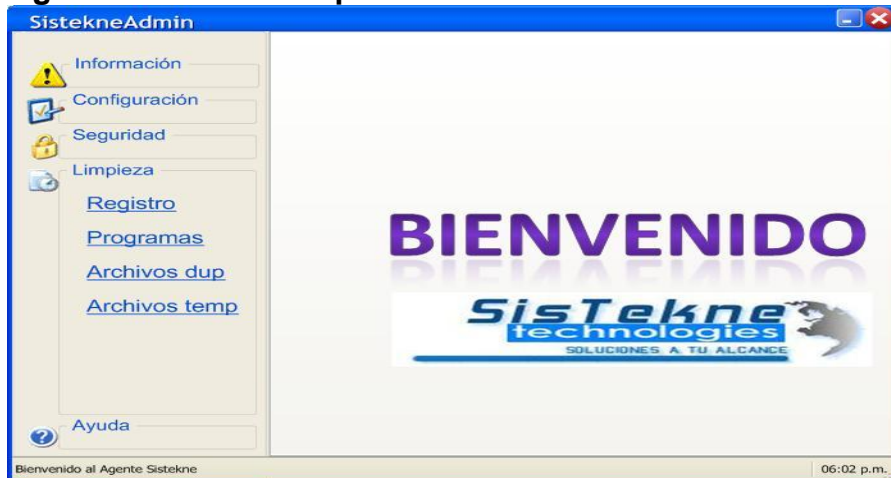 SistekneAdmin
Información
Configuración
Seguridad
Limpieza
Registro
Programas
Archivos dup
Archivos temp
Ayuda
BIENVENIDO
SisTekne
technologies
SOLUCIONES A TU ALCANCE
Bienvenido al Agente Sistekne
06:02 p.m.